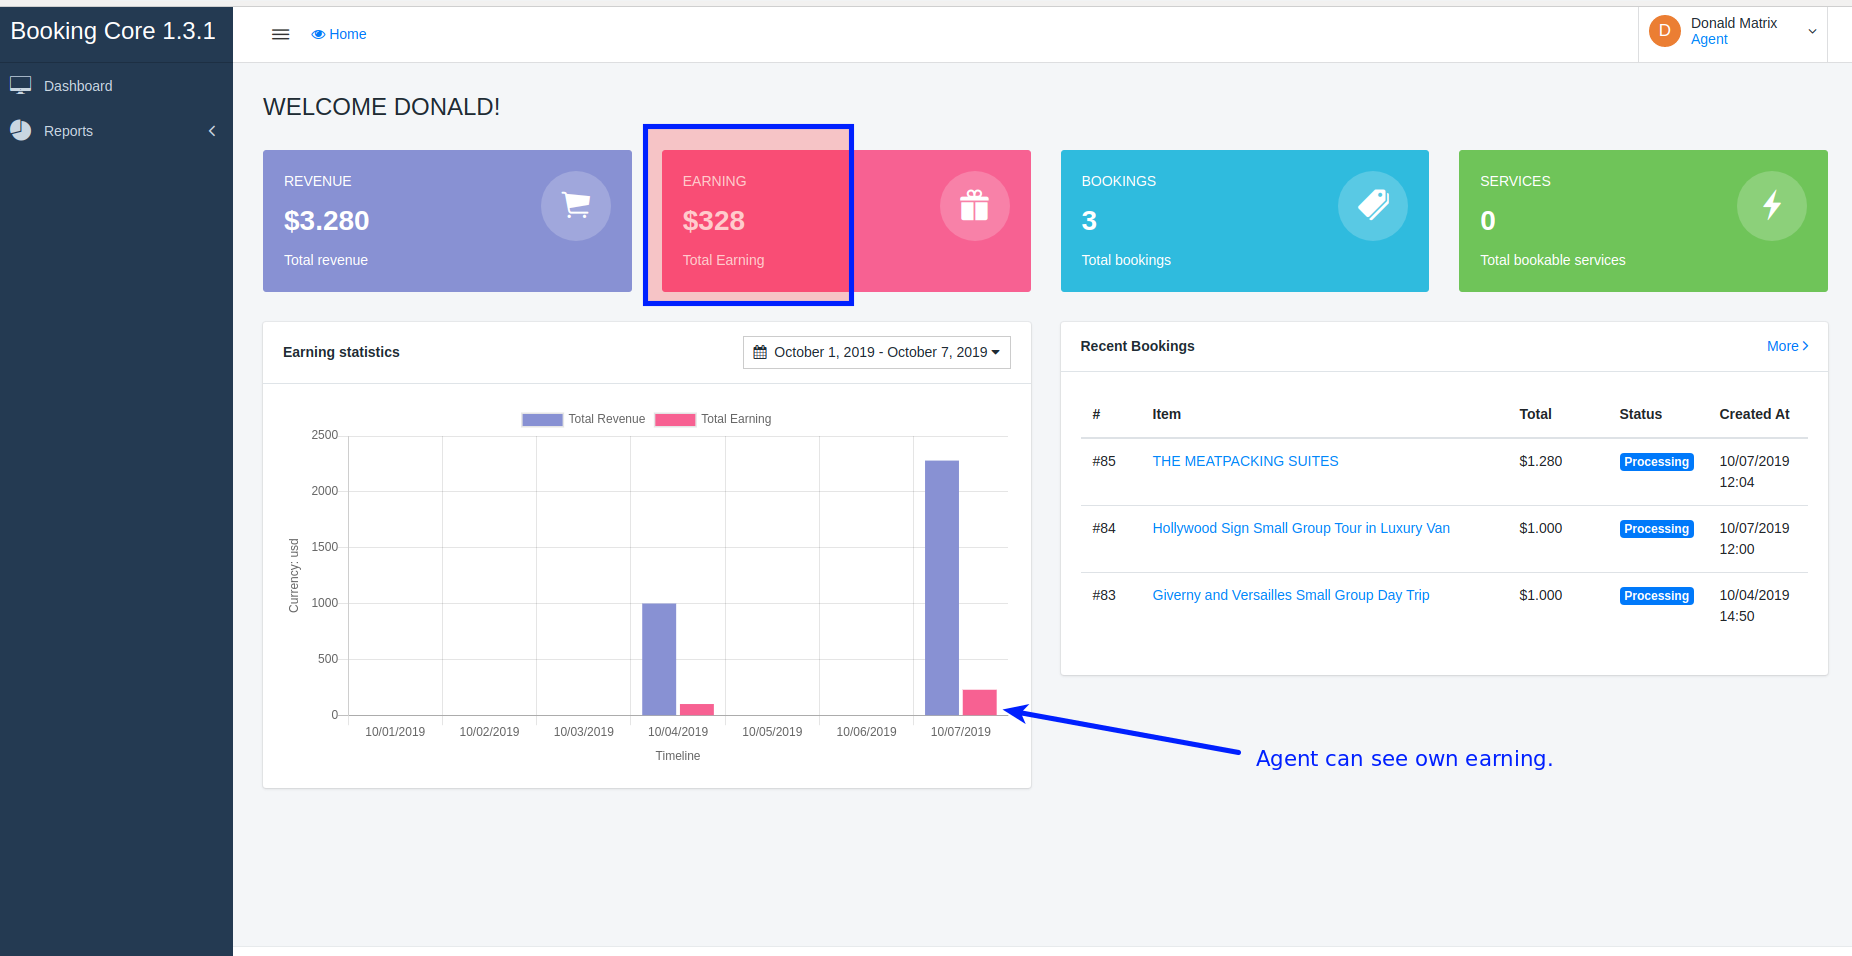 Booking Core 1.3.1
Home
D
Donald Matrix
Agent
Dashboard
Reports
WELCOME DONALD!
REVENUE
$3.280
Total revenue
EARNING
$328
Total Earning
BOOKINGS
3
Total bookings
SERVICES
0
Total bookable services
Earning statistics
October 1, 2019 - October 7, 2019
Total Revenue Total Earning
2500
2000
1500
1000
500
0
Currency: usd
10/01/2019 10/02/2019 10/03/2019 10/04/2019 10/05/2019 10/06/2019 10/07/2019
Timeline
Recent Bookings
More
# Item Total Status Created At
#85 THE MEATPACKING SUITES $1.280 Processing 10/07/2019
12:04
#84 Hollywood Sign Small Group Tour in Luxury Van $1.000 Processing 10/07/2019
12:00
#83 Giverny and Versailles Small Group Day Trip $1.000 Processing 10/04/2019
14:50
Agent can see own earning.